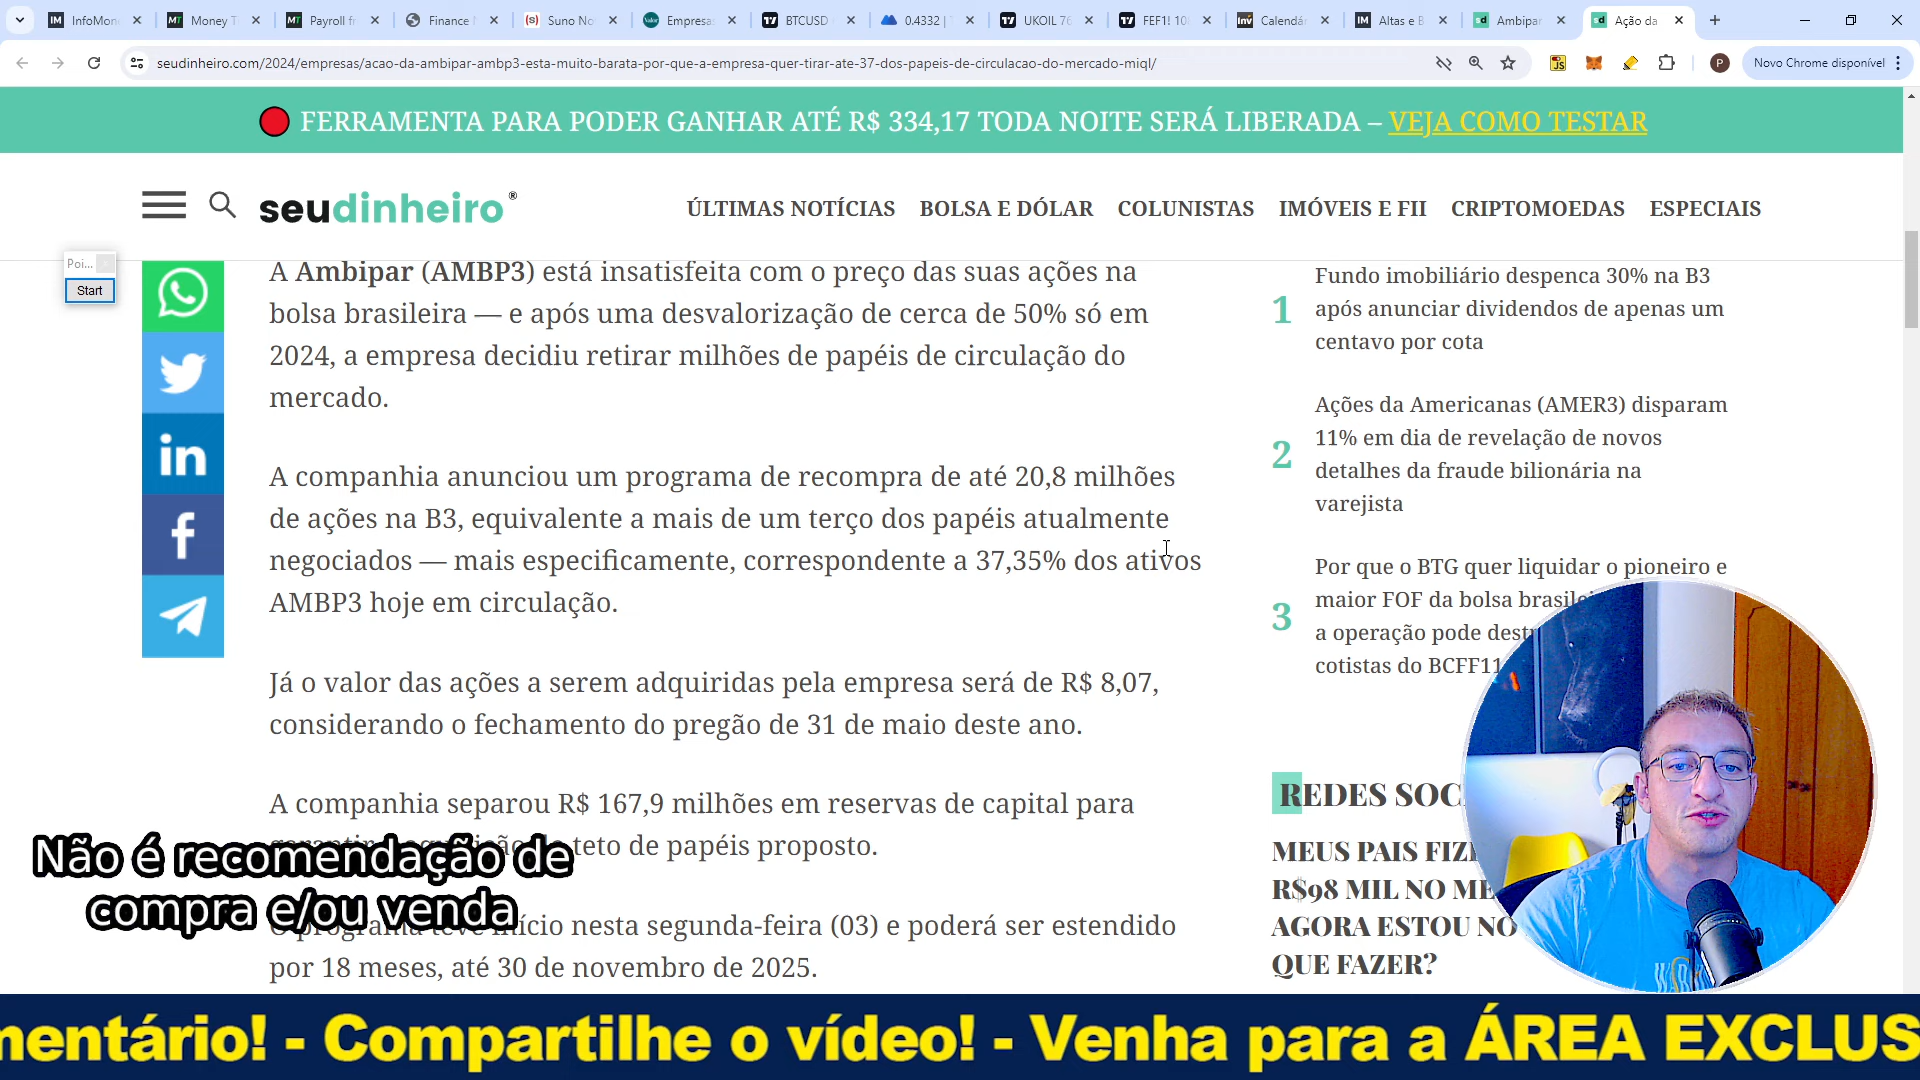 InfoMon
Money T
Payroll fr
Finance
Suno No
Empresa
BTCUSD
0.4332 |
UKOIL 76
FEF1! 10
Calendár
Altas e B
Ambipar
Ação da
seudinheiro.com/2024/empresas/acao-da-ambipar-ambp3-esta-muito-barata-por-que-a-empresa-quer-tirar-ate-37-dos-papeis-de-circulacao-do-mercado-miql/
JS
P
Novo Chrome disponível
FERRAMENTA PARA PODER GANHAR ATÉ R$ 334,17 TODA NOITE SERÁ LIBERADA – VEJA COMO TESTAR
seudinheiro®
ÚLTIMAS NOTÍCIAS BOLSA E DÓLAR COLUNISTAS IMÓVEIS E FII CRIPTOMOEDAS ESPECIAIS
Poi...
Start
A Ambipar (AMBP3) está insatisfeita com o preço das suas ações na
bolsa brasileira — e após uma desvalorização de cerca de 50% só em
2024, a empresa decidiu retirar milhões de papéis de circulação do
mercado.
A companhia anunciou um programa de recompra de até 20,8 milhões
de ações na B3, equivalente a mais de um terço dos papéis atualmente
negociados — mais especificamente, correspondente a 37,35% dos ativos
AMBP3 hoje em circulação.
Já o valor das ações a serem adquiridas pela empresa será de R$ 8,07,
considerando o fechamento do pregão de 31 de maio deste ano.
A companhia separou R$ 167,9 milhões em reservas de capital para
teto de papéis proposto.
início nesta segunda-feira (03) e poderá ser estendido
por 18 meses, até 30 de novembro de 2025.
1
Fundo imobiliário despenca 30% na B3
após anunciar dividendos de apenas um
centavo por cota
2
Ações da Americanas (AMER3) disparam
11% em dia de revelação de novos
detalhes da fraude bilionária na
varejista
3
Por que o BTG quer liquidar o pioneiro e
maior FOF da bolsa brasilei
a operação pode dest
cotistas do BCFF11
REDES SOC
MEUS PAIS FIZ
R$98 MIL NO ME
AGORA ESTOU NO
QUE FAZER?
Não é recomendação de
compra e/ou venda
mentário! - Compartilhe o vídeo! - Venha para a ÁREA EXCLUS